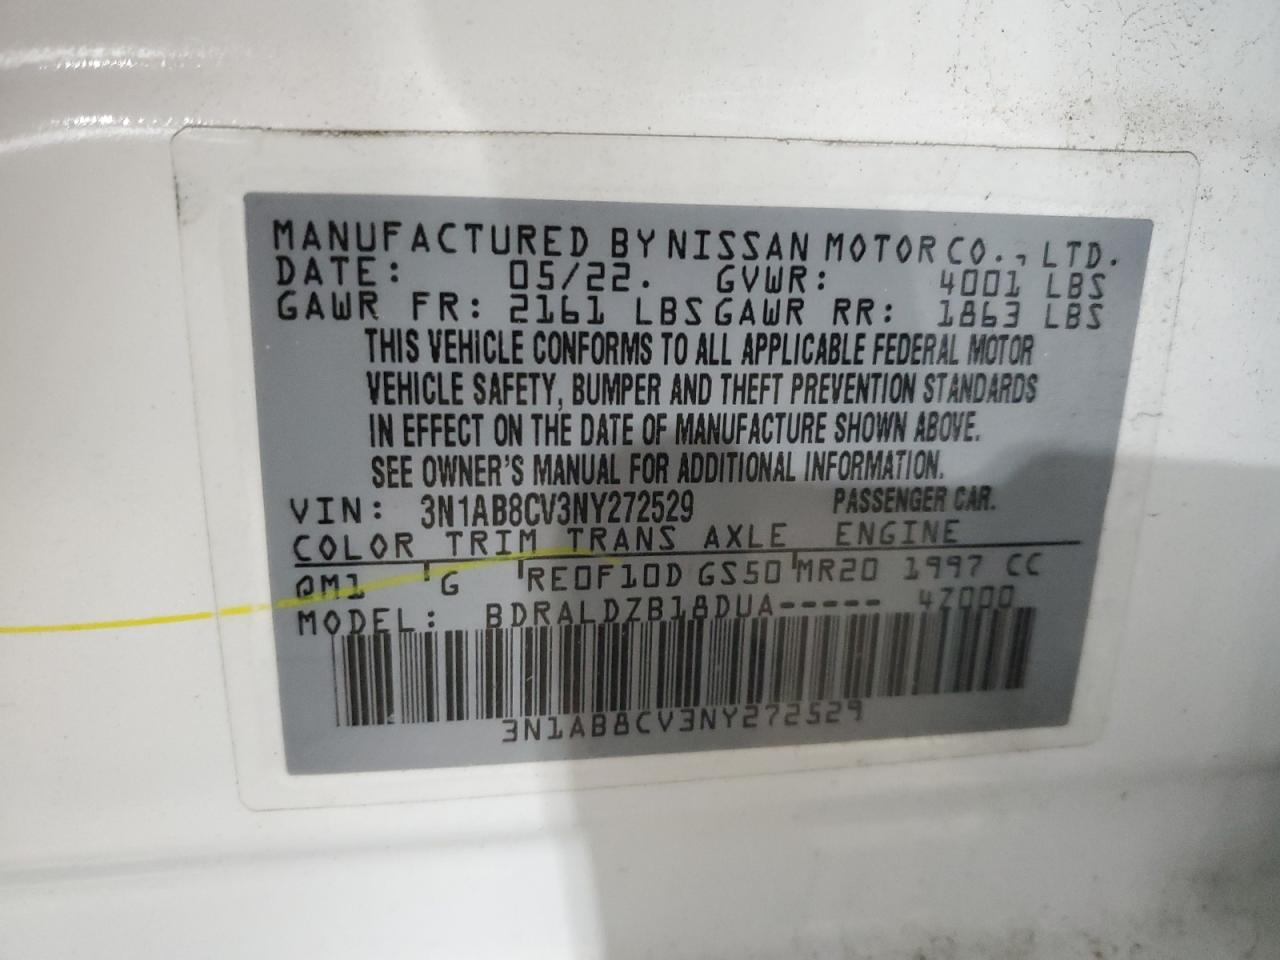 MANUFACTURED BY NISSAN MOTOR CO., LTD.
DATE: 05/22. GVWR: 4001 LBS
GAWR FR: 2161 LBS GAWR RR: 1863 LBS
THIS VEHICLE CONFORMS TO ALL APPLICABLE FEDERAL MOTOR
VEHICLE SAFETY, BUMPER AND THEFT PREVENTION STANDARDS
IN EFFECT ON THE DATE OF MANUFACTURE SHOWN ABOVE.
SEE OWNER'S MANUAL FOR ADDITIONAL INFORMATION.
VIN: 3N1AB8CV3NY272529 PASSENGER CAR.
COLOR TRIM TRANS AXLE ENGINE
QM1 G RE0F10D GS50 MR20 1997 CC
MODEL: BDRALDZB18DUA----- 4Z000
3N1AB8CV3NY272529